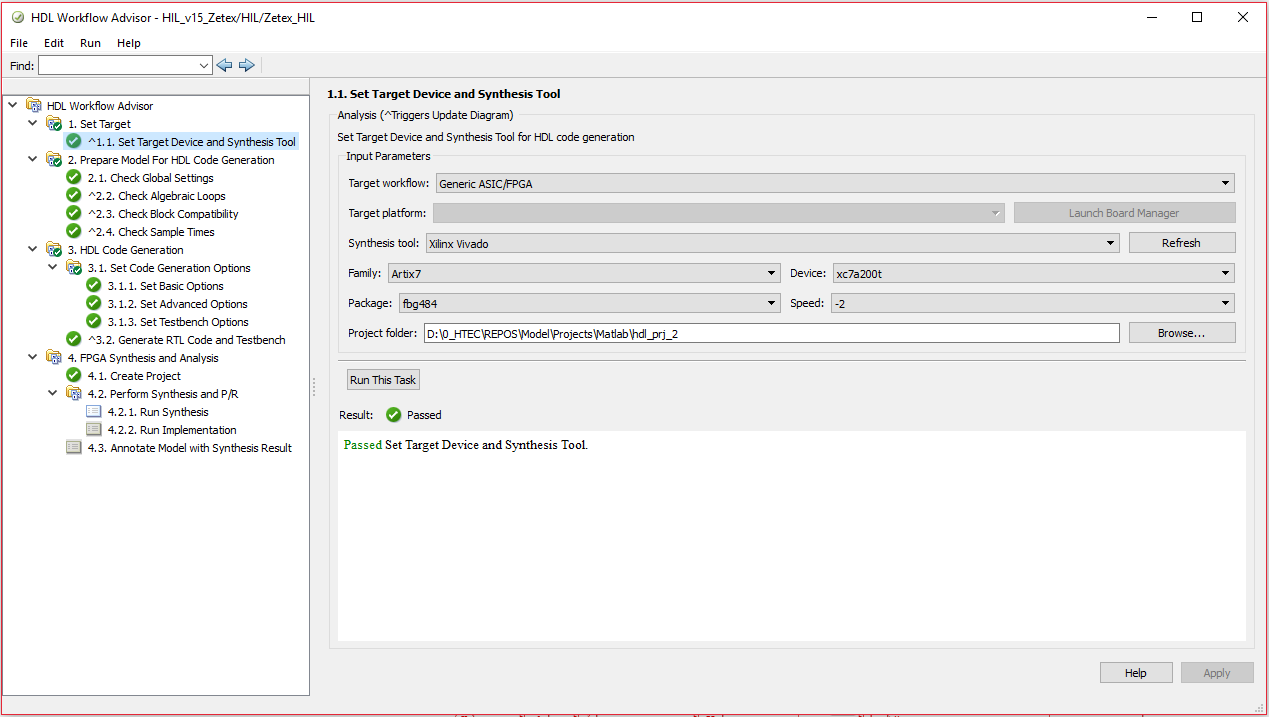 HDL Workflow Advisor - HIL_v15_Zetex/HIL/Zetex_HIL
File Edit Run Help
Find:
HDL Workflow Advisor
1. Set Target
^1.1. Set Target Device and Synthesis Tool
2. Prepare Model For HDL Code Generation
2.1. Check Global Settings
^2.2. Check Algebraic Loops
^2.3. Check Block Compatibility
^2.4. Check Sample Times
3. HDL Code Generation
3.1. Set Code Generation Options
3.1.1. Set Basic Options
3.1.2. Set Advanced Options
3.1.3. Set Testbench Options
^3.2. Generate RTL Code and Testbench
4. FPGA Synthesis and Analysis
4.1. Create Project
4.2. Perform Synthesis and P/R
4.2.1. Run Synthesis
4.2.2. Run Implementation
4.3. Annotate Model with Synthesis Result
1.1. Set Target Device and Synthesis Tool
Analysis (^Triggers Update Diagram)
Set Target Device and Synthesis Tool for HDL code generation
Input Parameters
Target workflow: Generic ASIC/FPGA
Target platform: Launch Board Manager
Synthesis tool: Xilinx Vivado Refresh
Family: Artix7 Device: xc7a200t
Package: fbg484 Speed: -2
Project folder: D:\0_HTEC\REPOS\Model\Projects\Matlab\hdl_prj_2 Browse...
Run This Task
Result: Passed
Passed Set Target Device and Synthesis Tool.
Help Apply